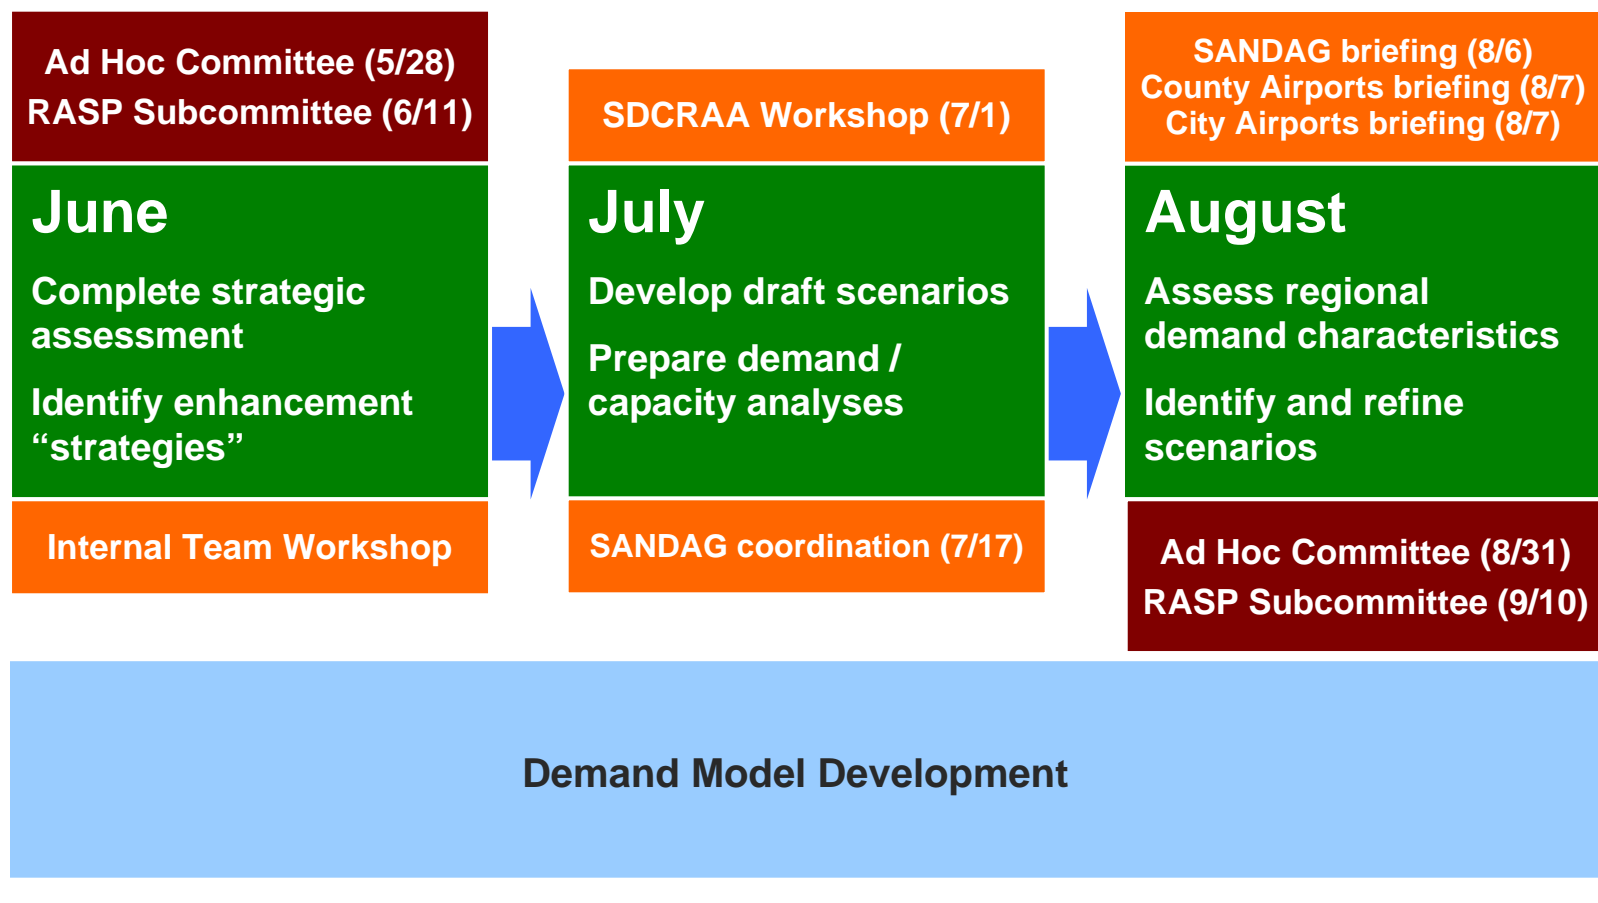 Ad Hoc Committee (5/28)
RASP Subcommittee (6/11)
June
Complete strategic
assessment
Identify enhancement
“strategies”
Internal Team Workshop
SDCRAA Workshop (7/1)
July
Develop draft scenarios
Prepare demand /
capacity analyses
SANDAG coordination (7/17)
SANDAG briefing (8/6)
County Airports briefing (8/7)
City Airports briefing (8/7)
August
Assess regional
demand characteristics
Identify and refine
scenarios
Ad Hoc Committee (8/31)
RASP Subcommittee (9/10)
Demand Model Development